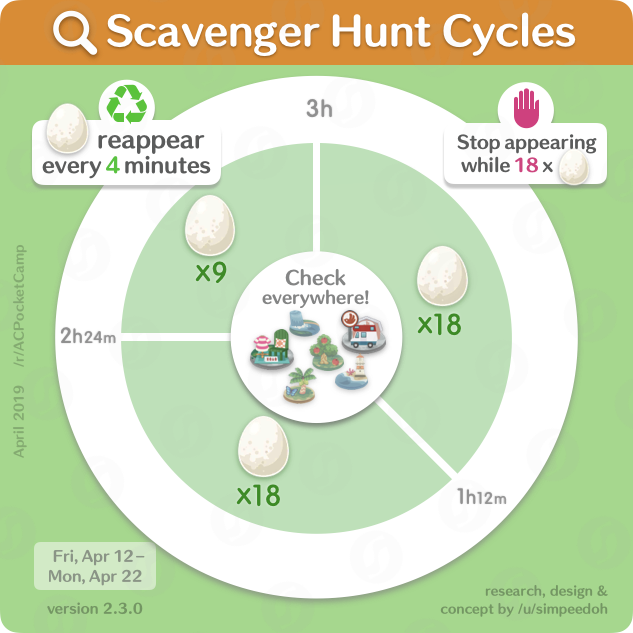 Scavenger Hunt Cycles
3h
reappear
every 4 minutes
Stop appearing
while 18 x
x9
x18
Check
everywhere!
2h24m
x18
1h12m
April 2019 /r/ACPocketCamp
Fri, Apr 12–
Mon, Apr 22
version 2.3.0
research, design &
concept by /u/simpeedoh